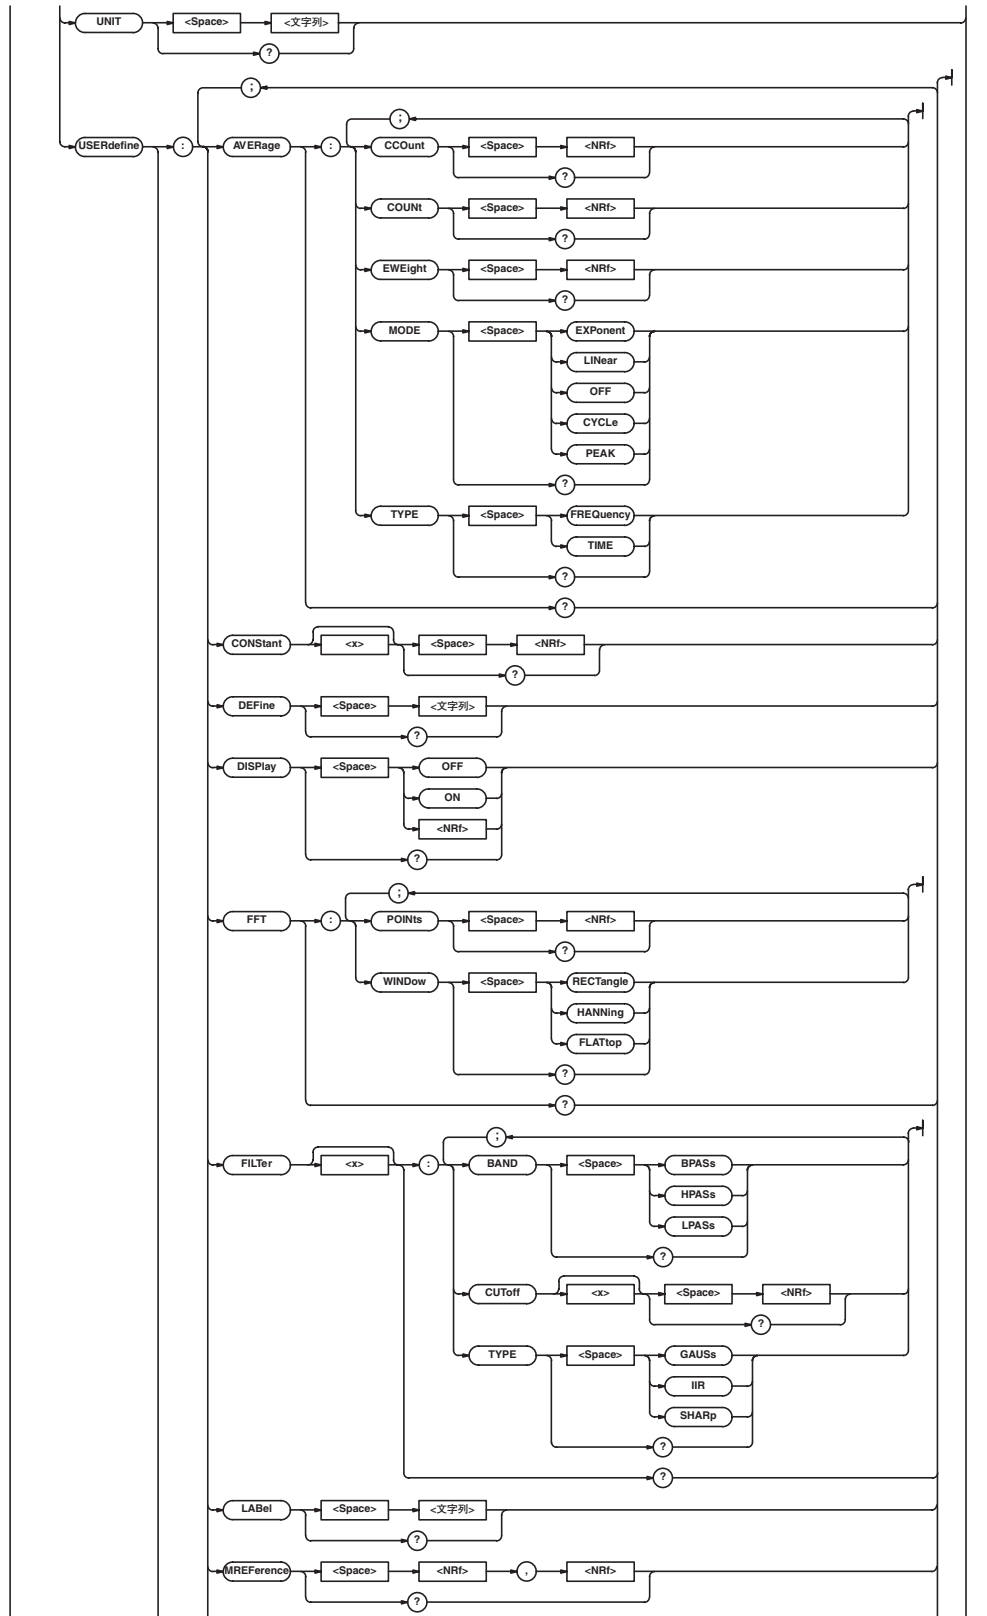 UNIT <Space> <文字列>
?
;
;
USERdefine : AVERage : CCOunt <Space> <NRf>
?
COUNt <Space> <NRf>
?
EWEight <Space> <NRf>
?
MODE <Space> EXPonent
LINear
OFF
CYCLe
PEAK
?
TYPE <Space> FREQuency
TIME
?
?
CONStant <x> <Space> <NRf>
?
DEFine <Space> <文字列>
?
DISPlay <Space> OFF
ON
<NRf>
?
;
FFT : POINts <Space> <NRf>
?
WINDow <Space> RECTangle
HANNing
FLATtop
?
?
;
FILTer <x> : BAND <Space> BPASs
HPASs
LPASs
?
CUToff <x> <Space> <NRf>
?
TYPE <Space> GAUSs
IIR
SHARp
?
?
LABel <Space> <文字列>
?
MREFerence <Space> <NRf> , <NRf>
?